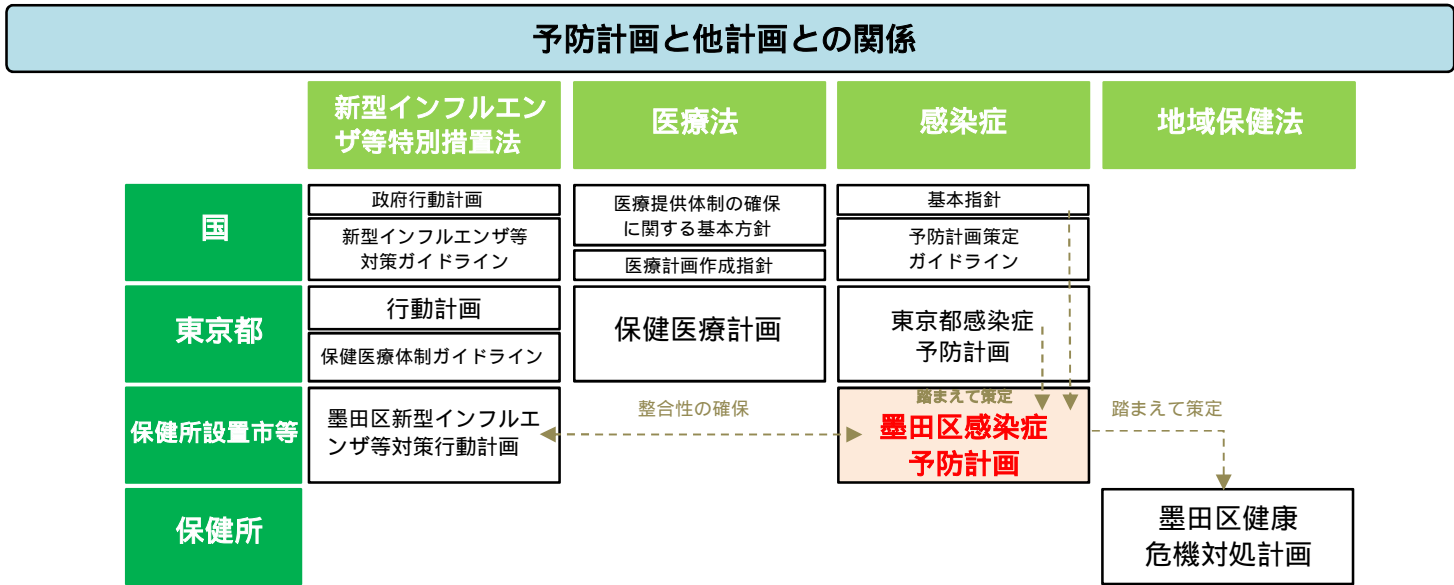 予防計画と他計画との関係
新型インフルエン
ザ等特別措置法
医療法
感染症
地域保健法
国
政府行動計画
新型インフルエンザ等
対策ガイドライン
医療提供体制の確保
に関する基本方針
医療計画作成指針
基本指針
予防計画策定
ガイドライン
東京都
行動計画
保健医療体制ガイドライン
保健医療計画
東京都感染症
予防計画
保健所設置市等
墨田区新型インフルエ
ンザ等対策行動計画
整合性の確保
踏まえて策定
墨田区感染症
予防計画
踏まえて策定
保健所
墨田区健康
危機対処計画